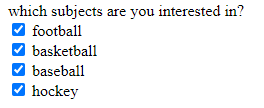 which subjects are you interested in?
football
basketball
baseball
hockey